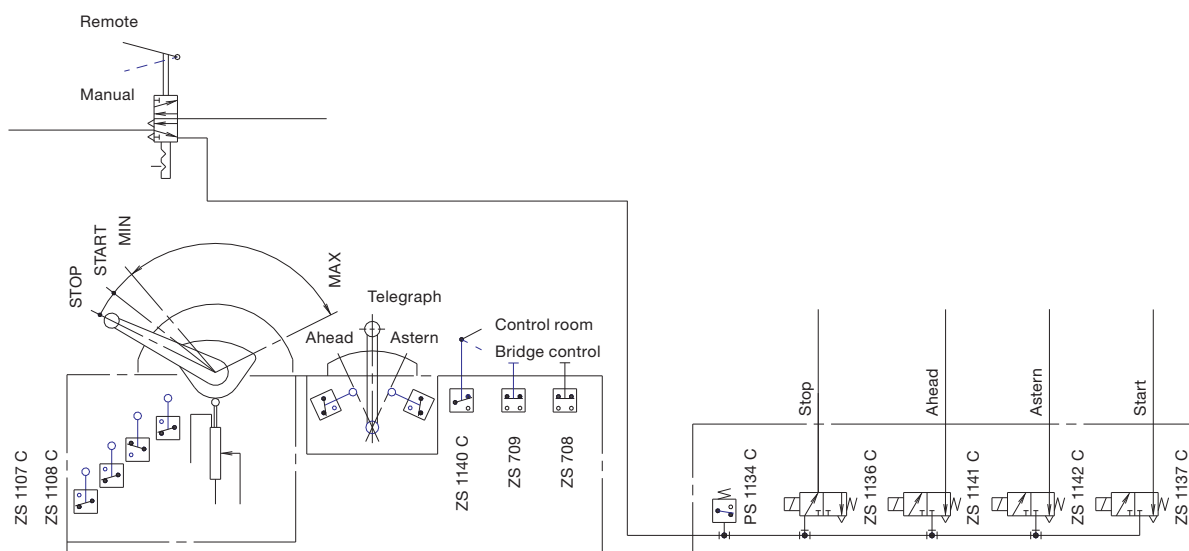 Remote
Manual
STOP
START
MIN
MAX
Telegraph
Ahead
Astern
Control room
Bridge control
ZS 1107 C
ZS 1108 C
ZS 1140 C
ZS 709
ZS 708
Stop
Ahead
Astern
Start
PS 1134 C
ZS 1136 C
ZS 1141 C
ZS 1142 C
ZS 1137 C